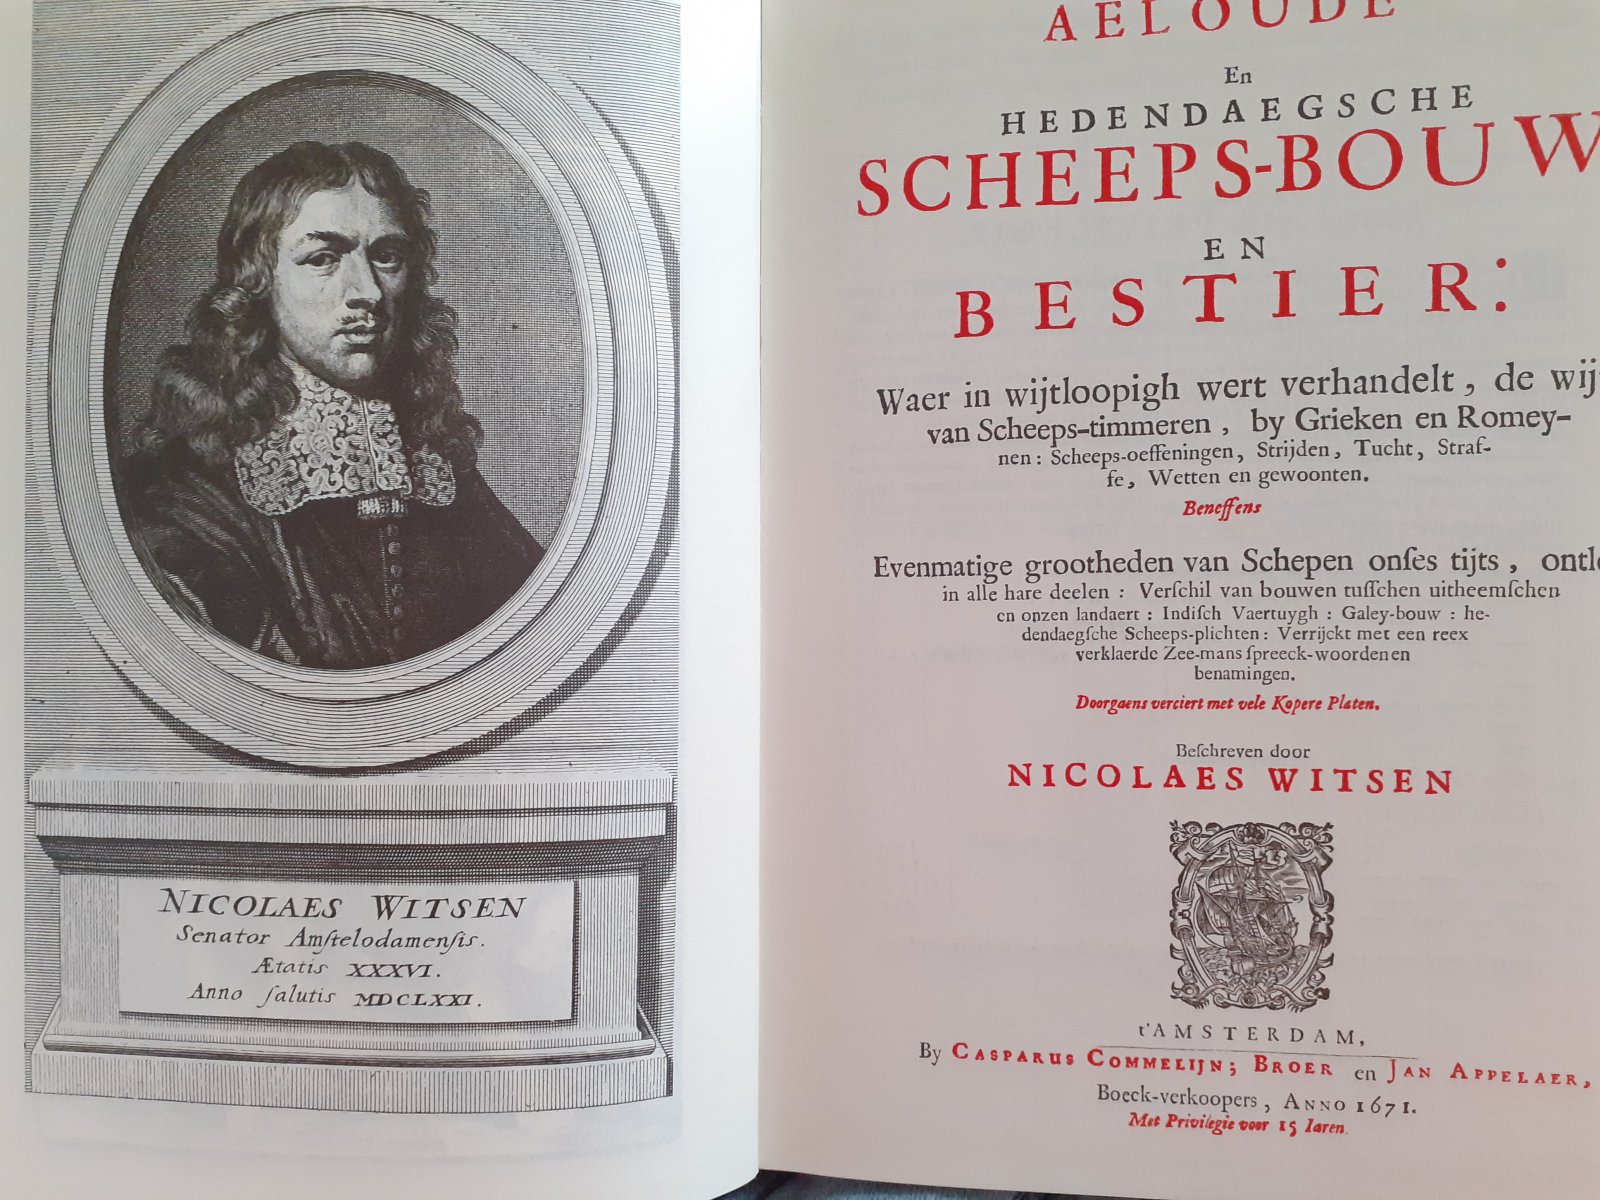 NICOLAES WITSEN
Senator Amſtelodamenſis.
Ætatis XXXVI.
Anno ſalutis MDCLXXI.
AELOUDE
En
HEDENDAEGSCHE
SCHEEPS-BOUW
EN
BESTIER:
Waer in wijtloopigh wert verhandelt, de wij
van Scheeps-timmeren, by Grieken en Romey-
nen: Scheeps-oeffeningen, Strijden, Tucht, Straf-
fe, Wetten en gewoonten.
Beneffens
Evenmatige grootheden van Schepen onſes tijts, ontl
in alle hare deelen: Verſchil van bouwen tuſſchen uitheemſchen
en onzen landaert: Indiſch Vaertuygh: Galey-bouw: he-
dendaegſche Scheeps-plichten: Verrijckt met een reex
verklaerde Zee-mans ſpreeck-woorden en
benamingen.
Doorgaens verciert met vele Kopere Platen.
Beſchreven door
NICOLAES WITSEN
t'AMSTERDAM,
By CASPARUS COMMELIJN; BROER en JAN APPELAER,
Boeck-verkoopers, ANNO 1671.
Met Privilegie voor 15 Iaren.